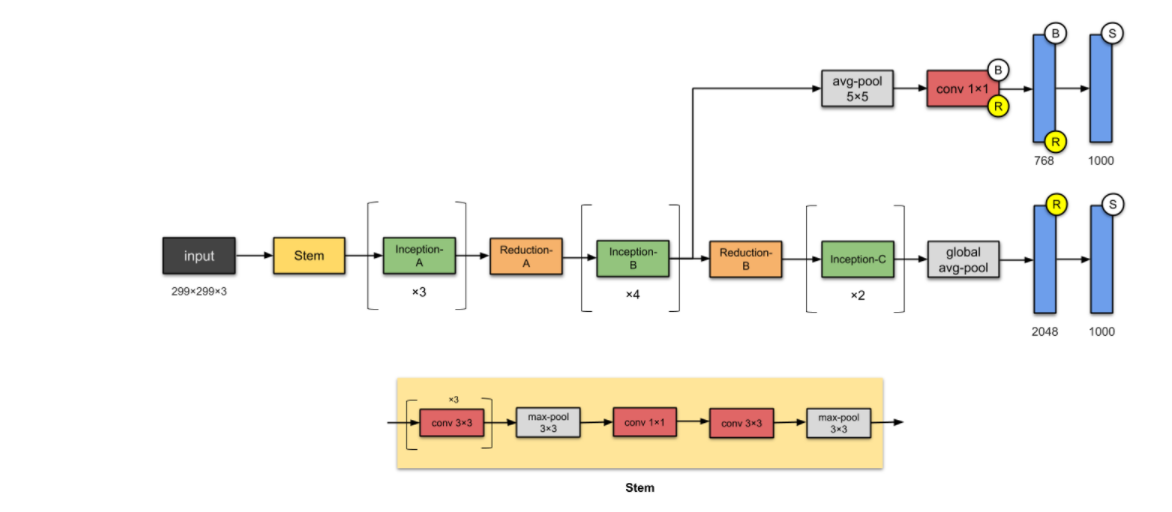 avg-pool
5×5
conv 1×1
B
R
B
R
768
S
1000
input
299×299×3
Stem
Inception-
A
×3
Reduction-
A
Inception-
B
×4
Reduction-
B
Inception-C
×2
global
avg-pool
R
2048
S
1000
×3
conv 3×3
max-pool
3×3
conv 1×1
conv 3×3
max-pool
3×3
Stem